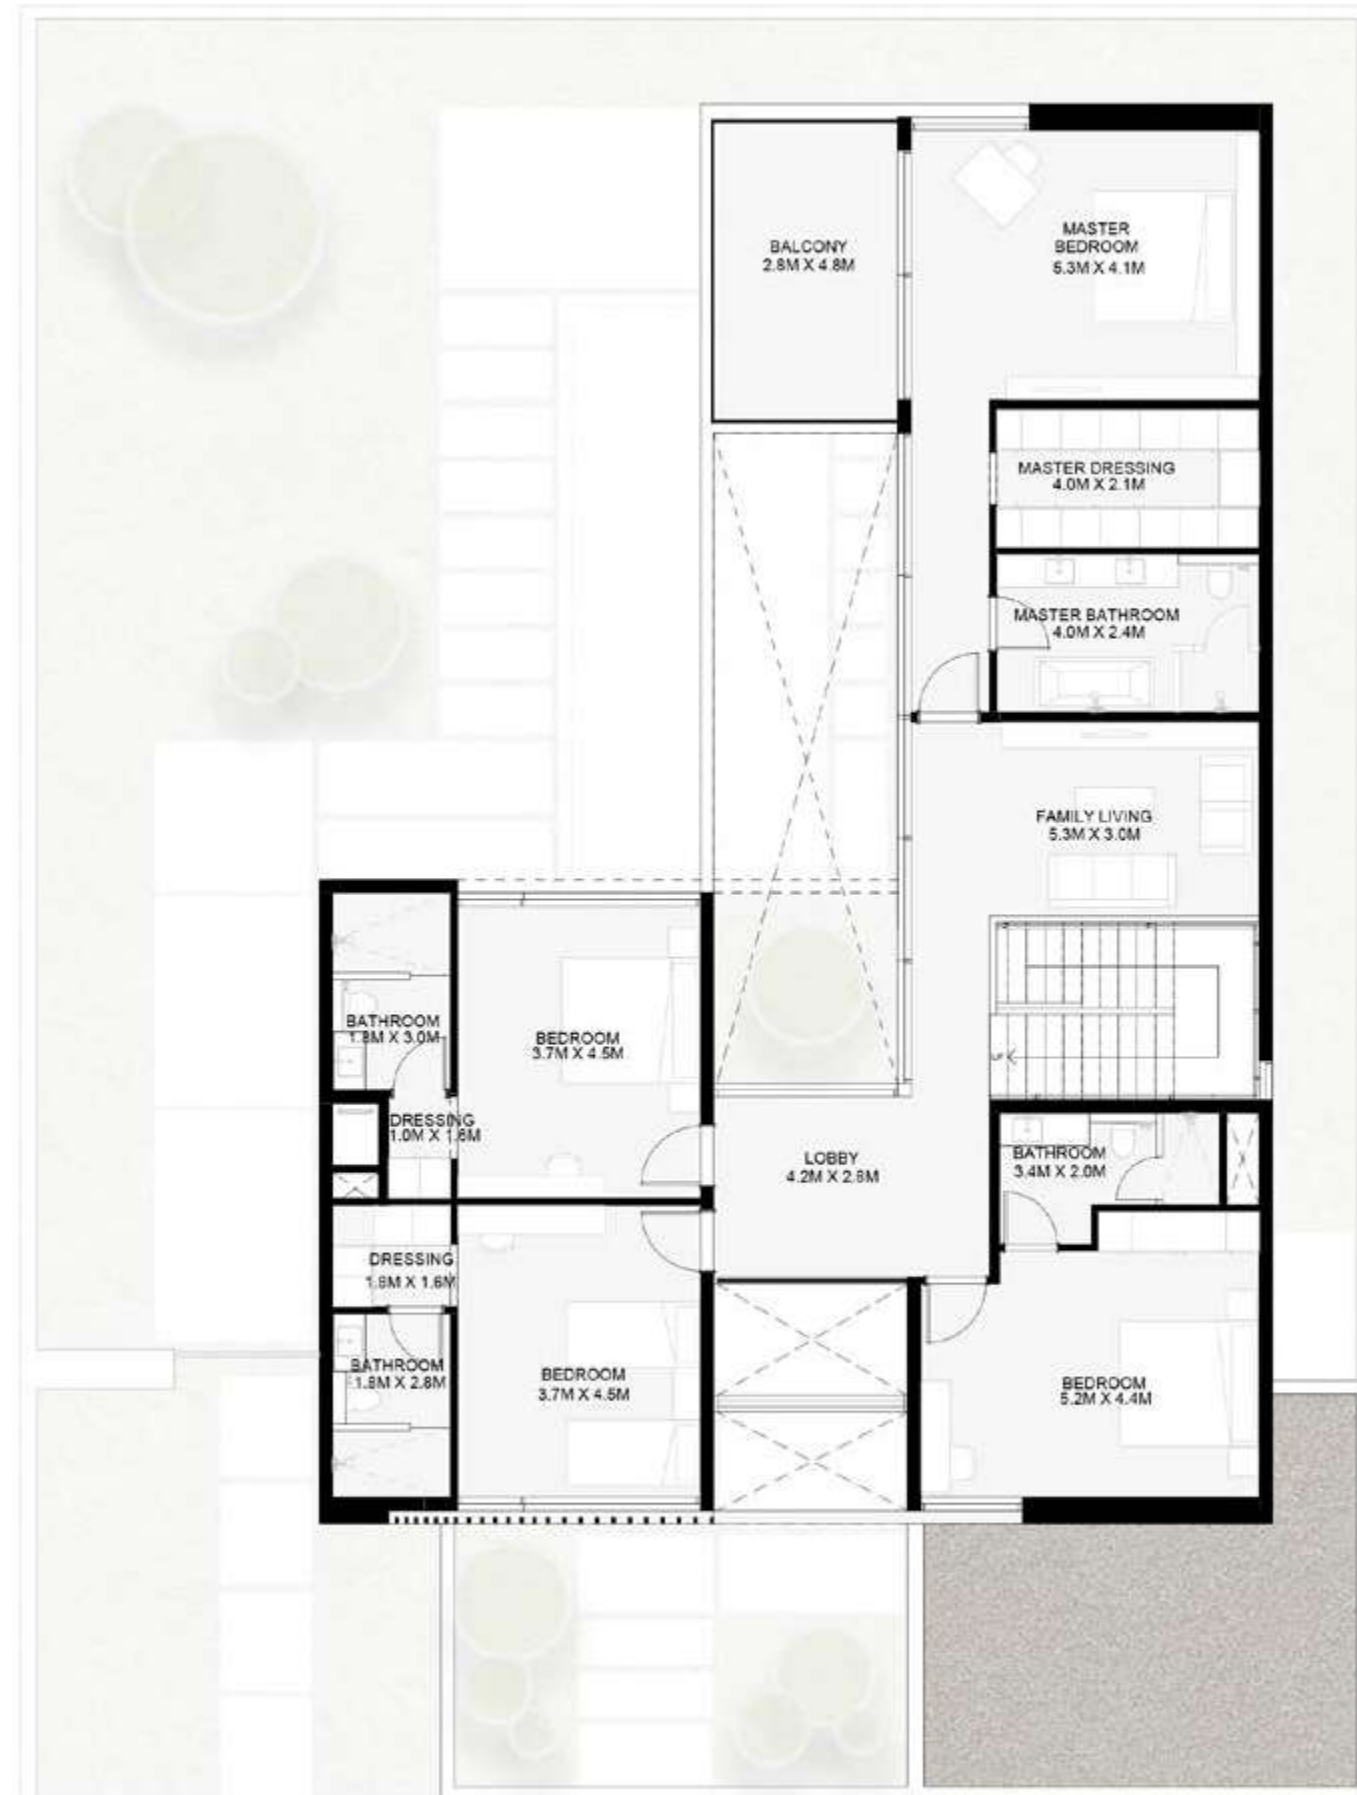 BALCONY
2.8M X 4.8M
MASTER
BEDROOM
5.3M X 4.1M
MASTER DRESSING
4.0M X 2.1M
MASTER BATHROOM
4.0M X 2.4M
FAMILY LIVING
5.3M X 3.0M
BATHROOM
1.8M X 3.0M
BEDROOM
3.7M X 4.5M
DRESSING
1.0M X 1.6M
LOBBY
4.2M X 2.8M
BATHROOM
3.4M X 2.0M
DRESSING
1.8M X 1.6M
BATHROOM
1.8M X 2.8M
BEDROOM
3.7M X 4.5M
BEDROOM
5.2M X 4.4M